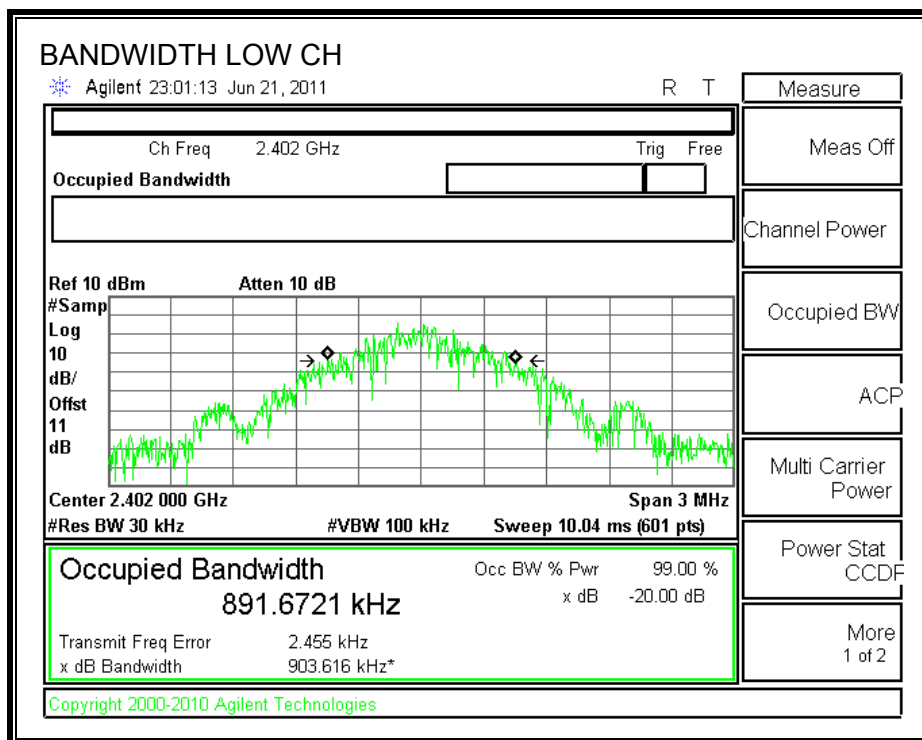 BANDWIDTH LOW CH
Agilent 23:01:13 Jun 21, 2011 R T
Measure
Ch Freq 2.402 GHz Trig Free
Meas Off
Occupied Bandwidth
Channel Power
Ref 10 dBm Atten 10 dB
#Samp
Log
10
dB/
Offst
11
dB
Occupied BW
ACP
Multi Carrier
Power
Center 2.402 000 GHz Span 3 MHz
#Res BW 30 kHz #VBW 100 kHz Sweep 10.04 ms (601 pts)
Power Stat
CCDF
Occupied Bandwidth Occ BW % Pwr 99.00 %
891.6721 kHz x dB -20.00 dB
Transmit Freq Error 2.455 kHz
x dB Bandwidth 903.616 kHz*
More
1 of 2
Copyright 2000-2010 Agilent Technologies